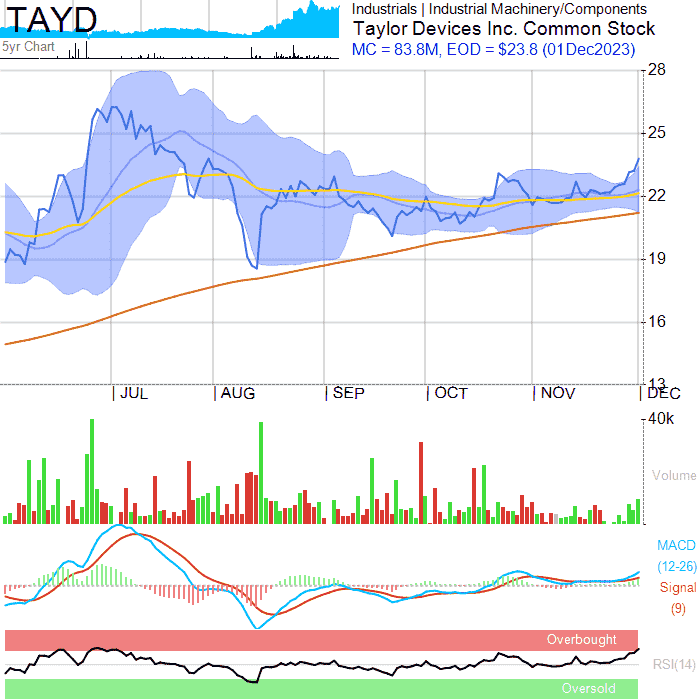 TAYD
5yr Chart
Industrials | Industrial Machinery/Components
Taylor Devices Inc. Common Stock
MC = 83.8M, EOD = $23.8 (01Dec2023)
28
25
22
19
16
13
JUL AUG SEP OCT NOV DEC
40k
Volume
MACD
(12-26)
Signal
(9)
Overbought
RSI(14)
Oversold